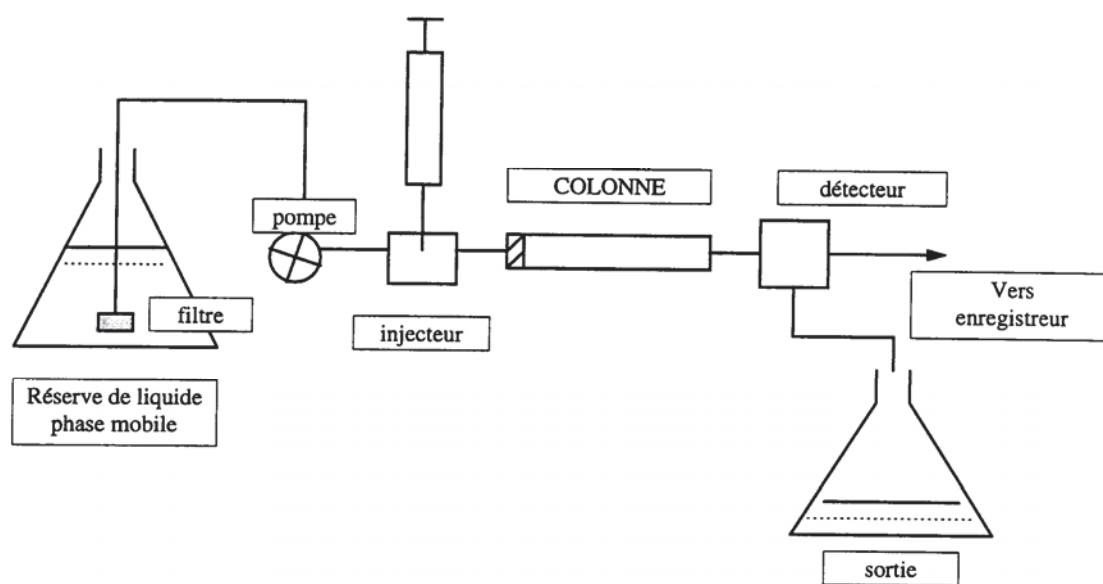 COLONNE
détecteur
pompe
filtre
injecteur
Vers
enregistreur
Réserve de liquide
phase mobile
sortie